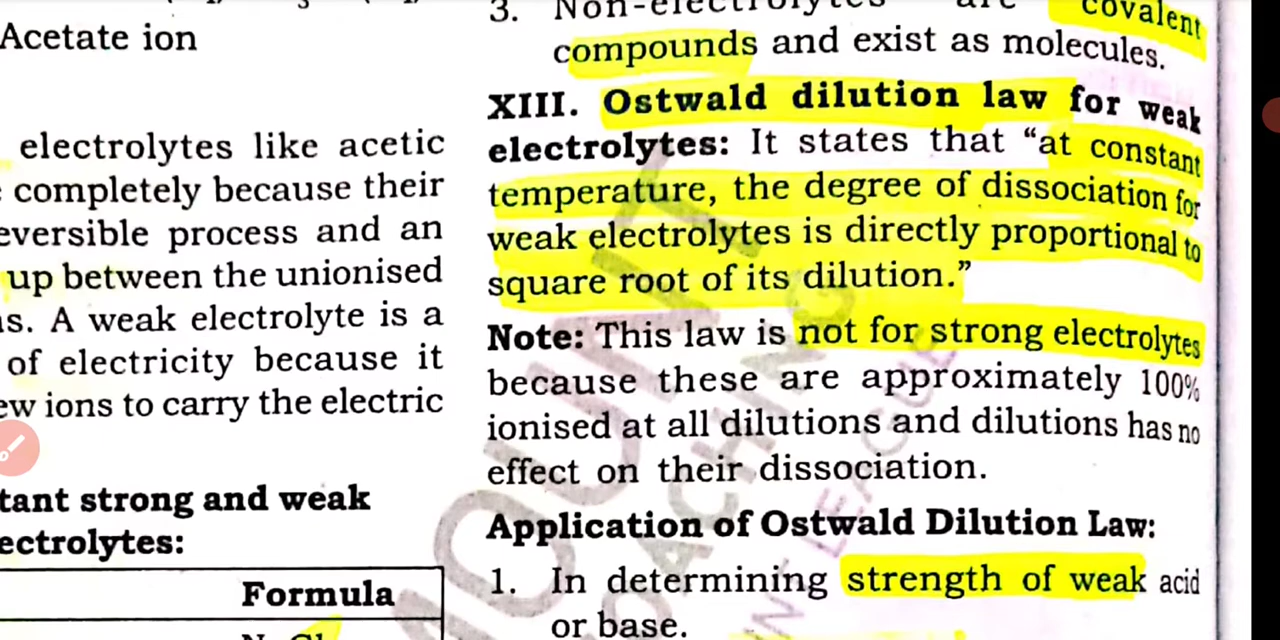 Acetate ion
electrolytes like acetic
completely because their
eversible process and an
up between the unionised
s. A weak electrolyte is a
of electricity because it
ew ions to carry the electric
tant strong and weak
ectrolytes:
Formula
3. Non-electrolytes are covalent
compounds and exist as molecules.
XIII. Ostwald dilution law for weak
electrolytes: It states that “at constant
temperature, the degree of dissociation for
weak electrolytes is directly proportional to
square root of its dilution.”
Note: This law is not for strong electrolytes
because these are approximately 100%
ionised at all dilutions and dilutions has no
effect on their dissociation.
Application of Ostwald Dilution Law:
1. In determining strength of weak acid
or base.